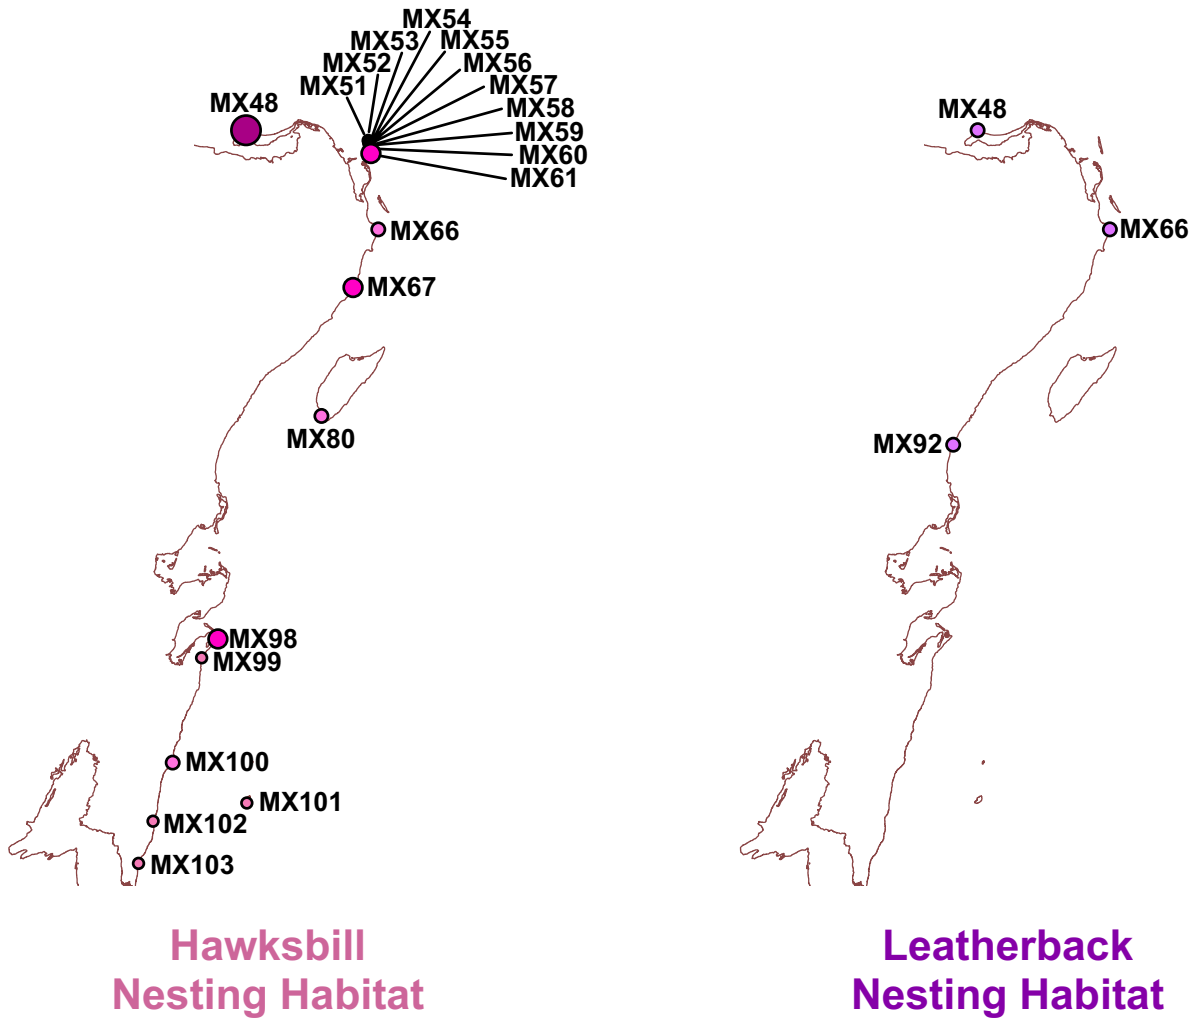 MX54
MX53
MX55
MX52
MX56
MX51
MX57
MX48
MX58
MX59
MX60
MX61
MX66
MX67
MX80
MX98
MX99
MX100
MX101
MX102
MX103
Hawksbill
Nesting Habitat
MX48
MX66
MX92
Leatherback
Nesting Habitat